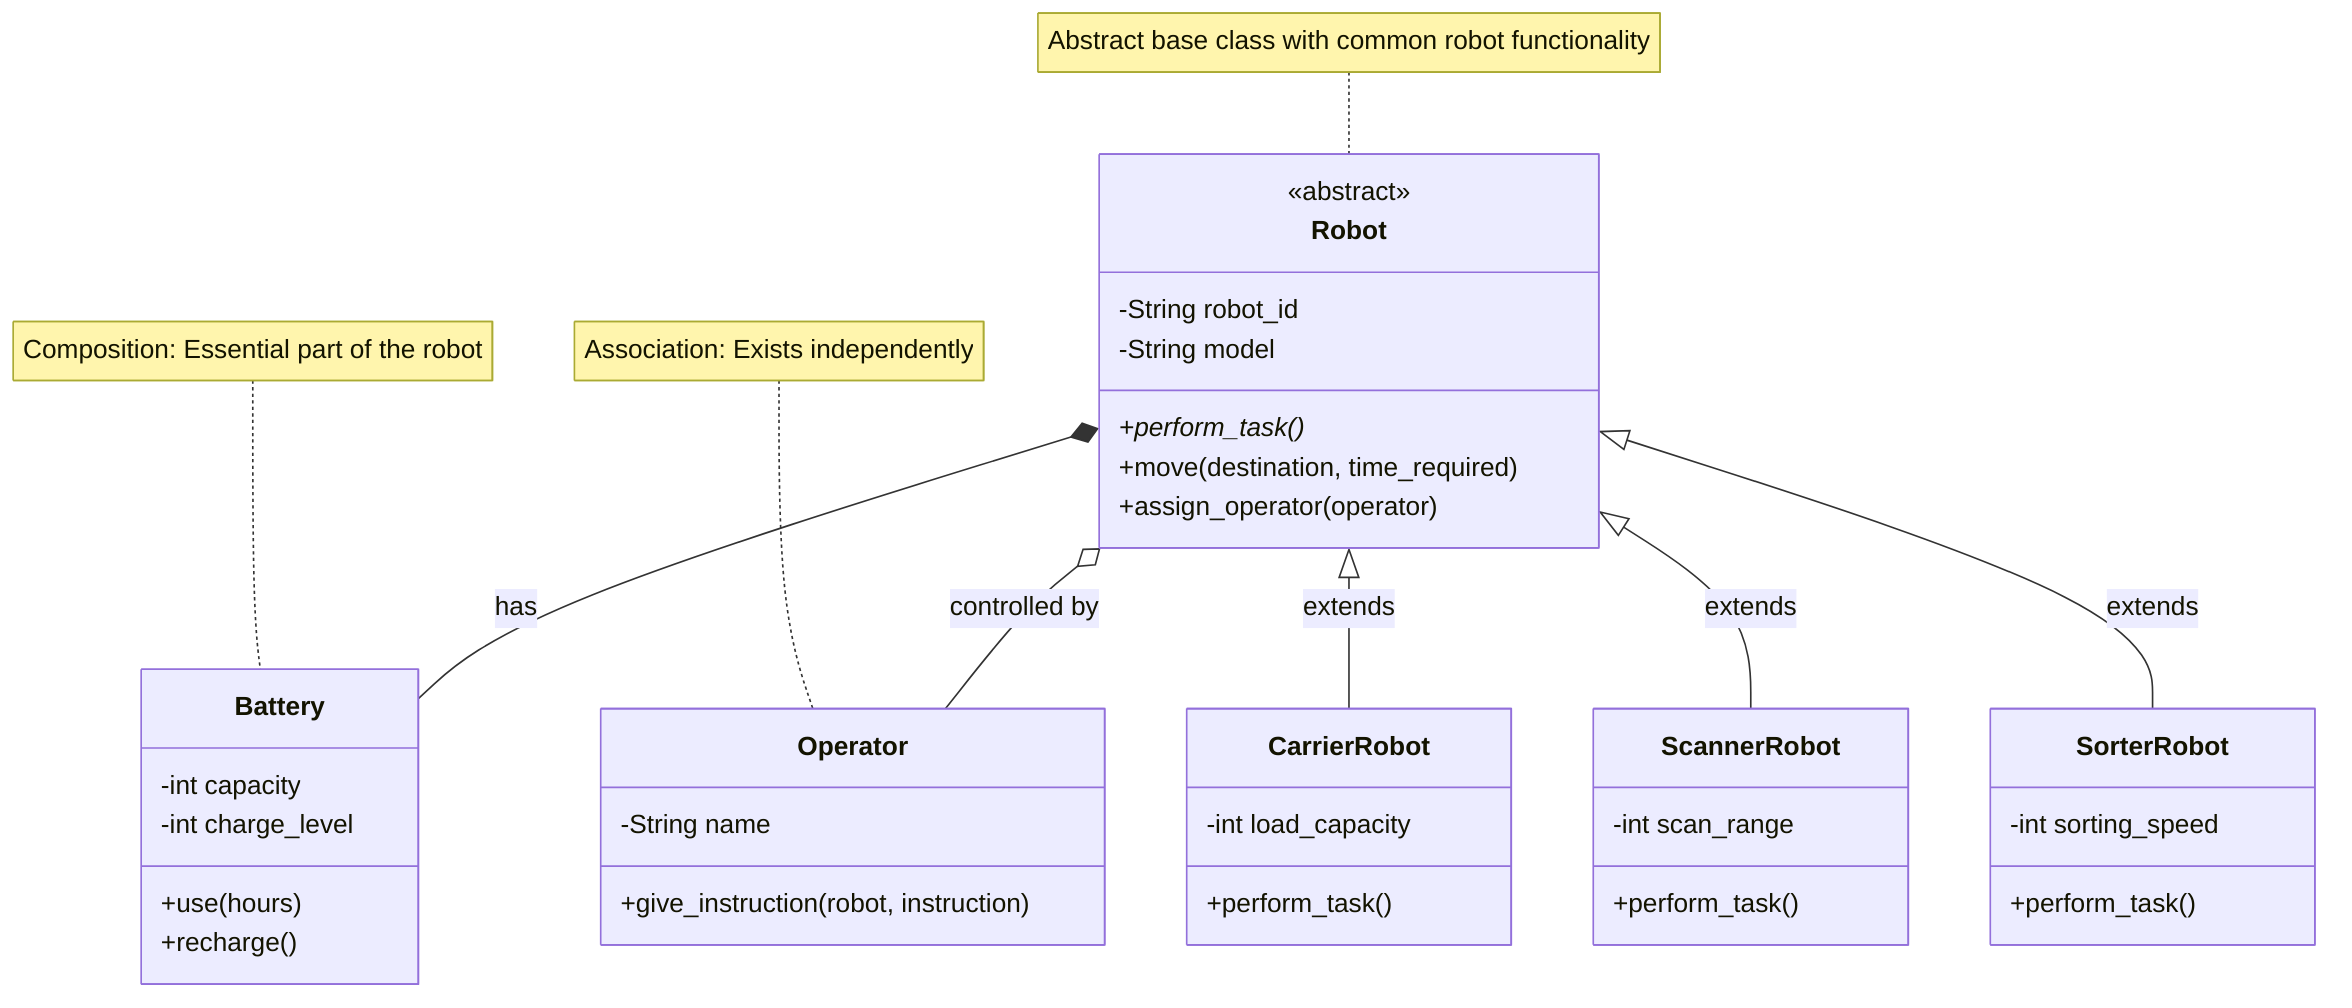 Abstract base class with common robot functionality
«abstract»
Robot
-String robot_id
-String model
+perform_task()
+move(destination, time_required)
+assign_operator(operator)
Composition: Essential part of the robot
Association: Exists independently
has
controlled by
extends
extends
extends
Battery
-int capacity
-int charge_level
+use(hours)
+recharge()
Operator
-String name
+give_instruction(robot, instruction)
CarrierRobot
-int load_capacity
+perform_task()
ScannerRobot
-int scan_range
+perform_task()
SorterRobot
-int sorting_speed
+perform_task()